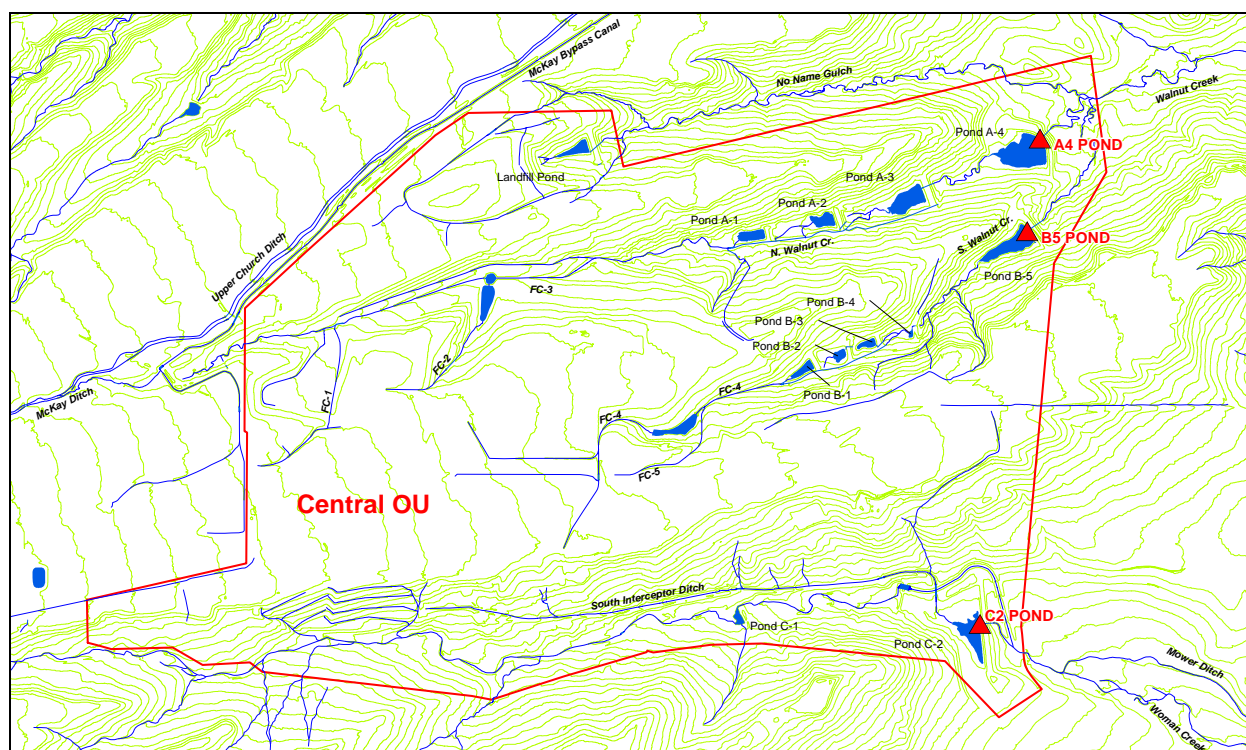 McKay Bypass Canal
No Name Gulch
Walnut Creek
Pond A-4
A4 POND
Landfill Pond
Pond A-3
Pond A-2
Pond A-1
N. Walnut Cr.
S. Walnut Cr.
B5 POND
Pond B-5
Upper Church Ditch
FC-3
Pond B-4
Pond B-3
Pond B-2
Pond B-1
FC-2
FC-1
McKay Ditch
FC-4
FC-4
FC-5
Central OU
South Interceptor Ditch
Pond C-1
C2 POND
Pond C-2
Mower Ditch
Woman Creek